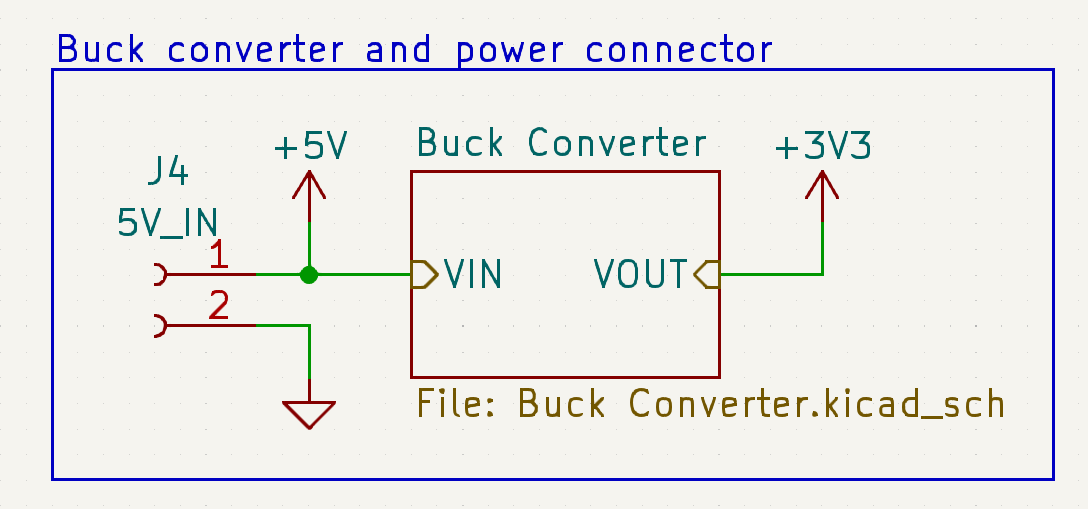 Buck converter and power connector
+5V
Buck Converter
+3V3
J4
5V_IN
1
VIN
VOUT
2
File: Buck Converter.kicad_sch